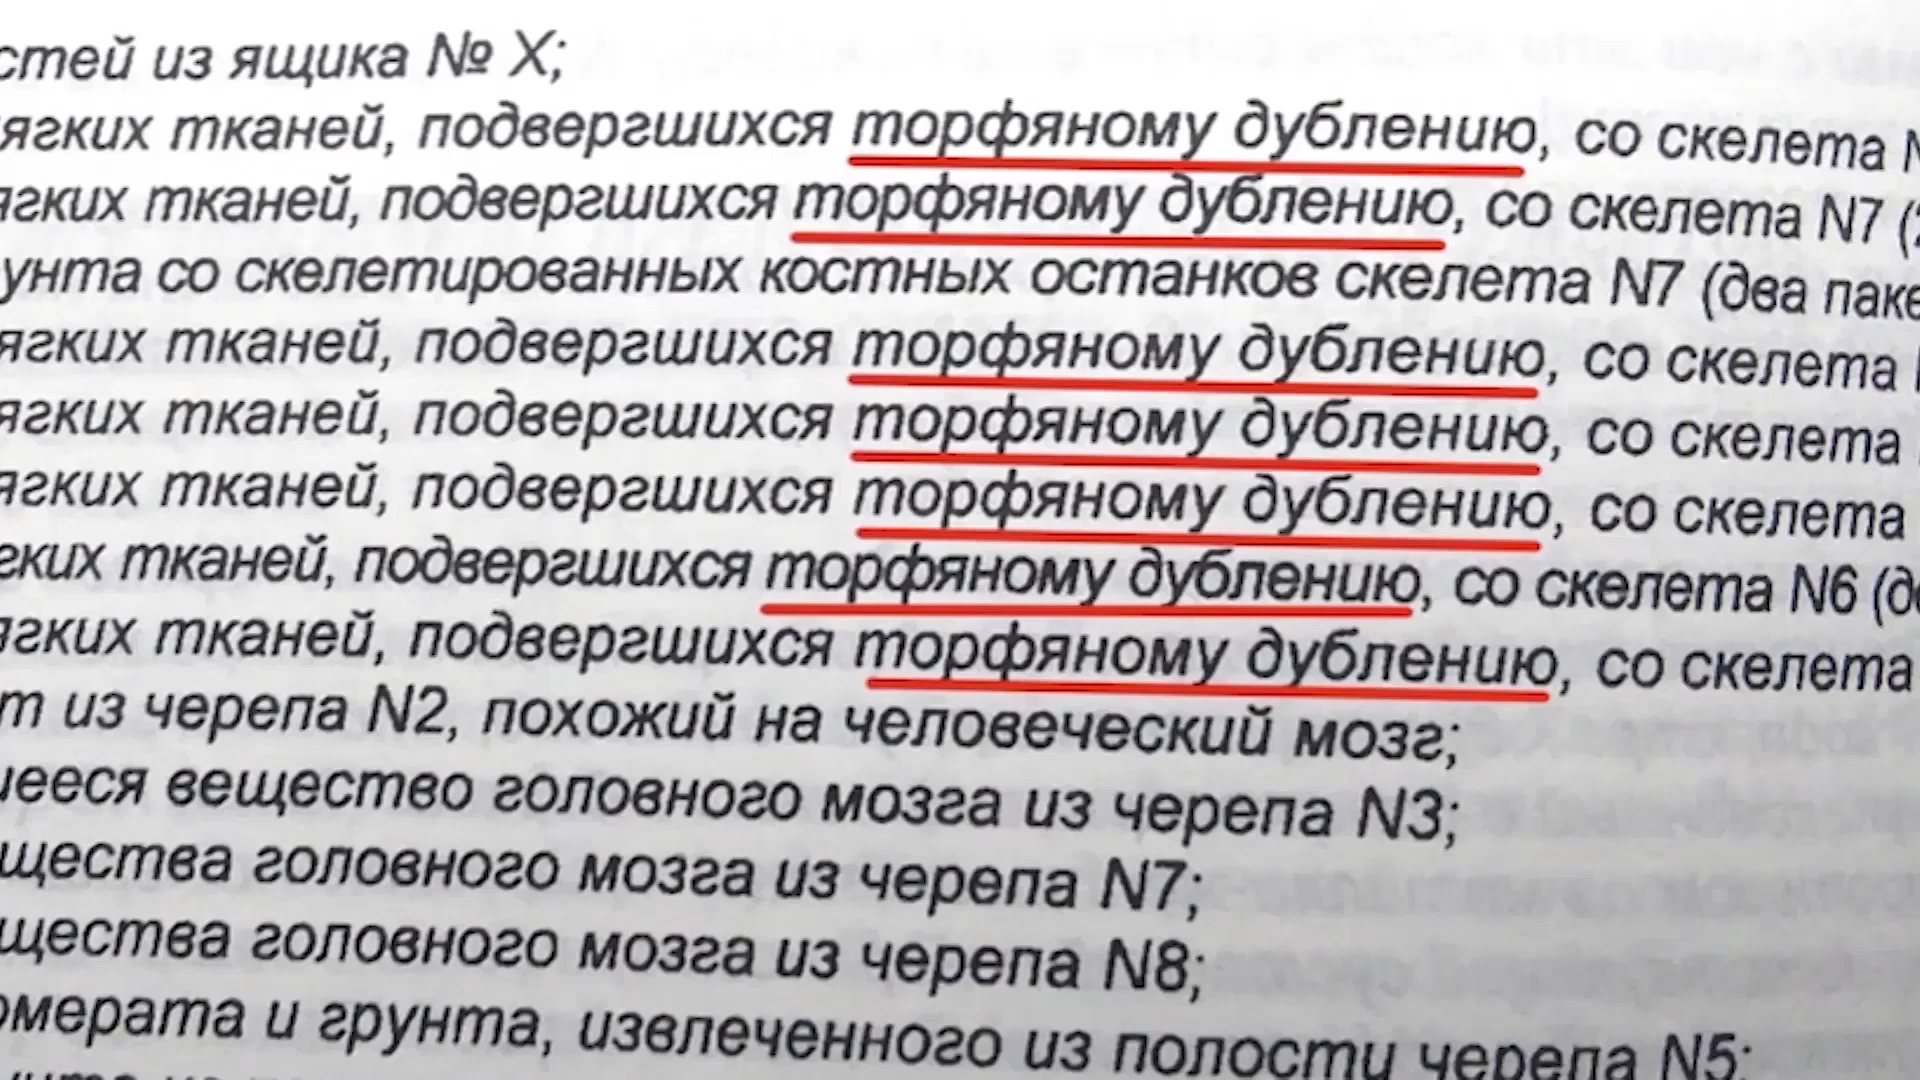 стей из ящика № X;
ягких тканей, подвергшихся торфяному дублению, со скелета
ягких тканей, подвергшихся торфяному дублению, со скелета N7 (2
унта со скелетированных костных останков скелета N7 (два паке
ягких тканей, подвергшихся торфяному дублению, со скелета
ягких тканей, подвергшихся торфяному дублению, со скелета
ягких тканей, подвергшихся торфяному дублению, со скелета
гких тканей, подвергшихся торфяному дублению, со скелета N6 (д
ягких тканей, подвергшихся торфяному дублению, со скелета
т из черепа N2, похожий на человеческий мозг;
шееся вещество головного мозга из черепа N3;
щества головного мозга из черепа N7;
щества головного мозга из черепа N8;
омерата и грунта, извлеченного из полости черепа N5;